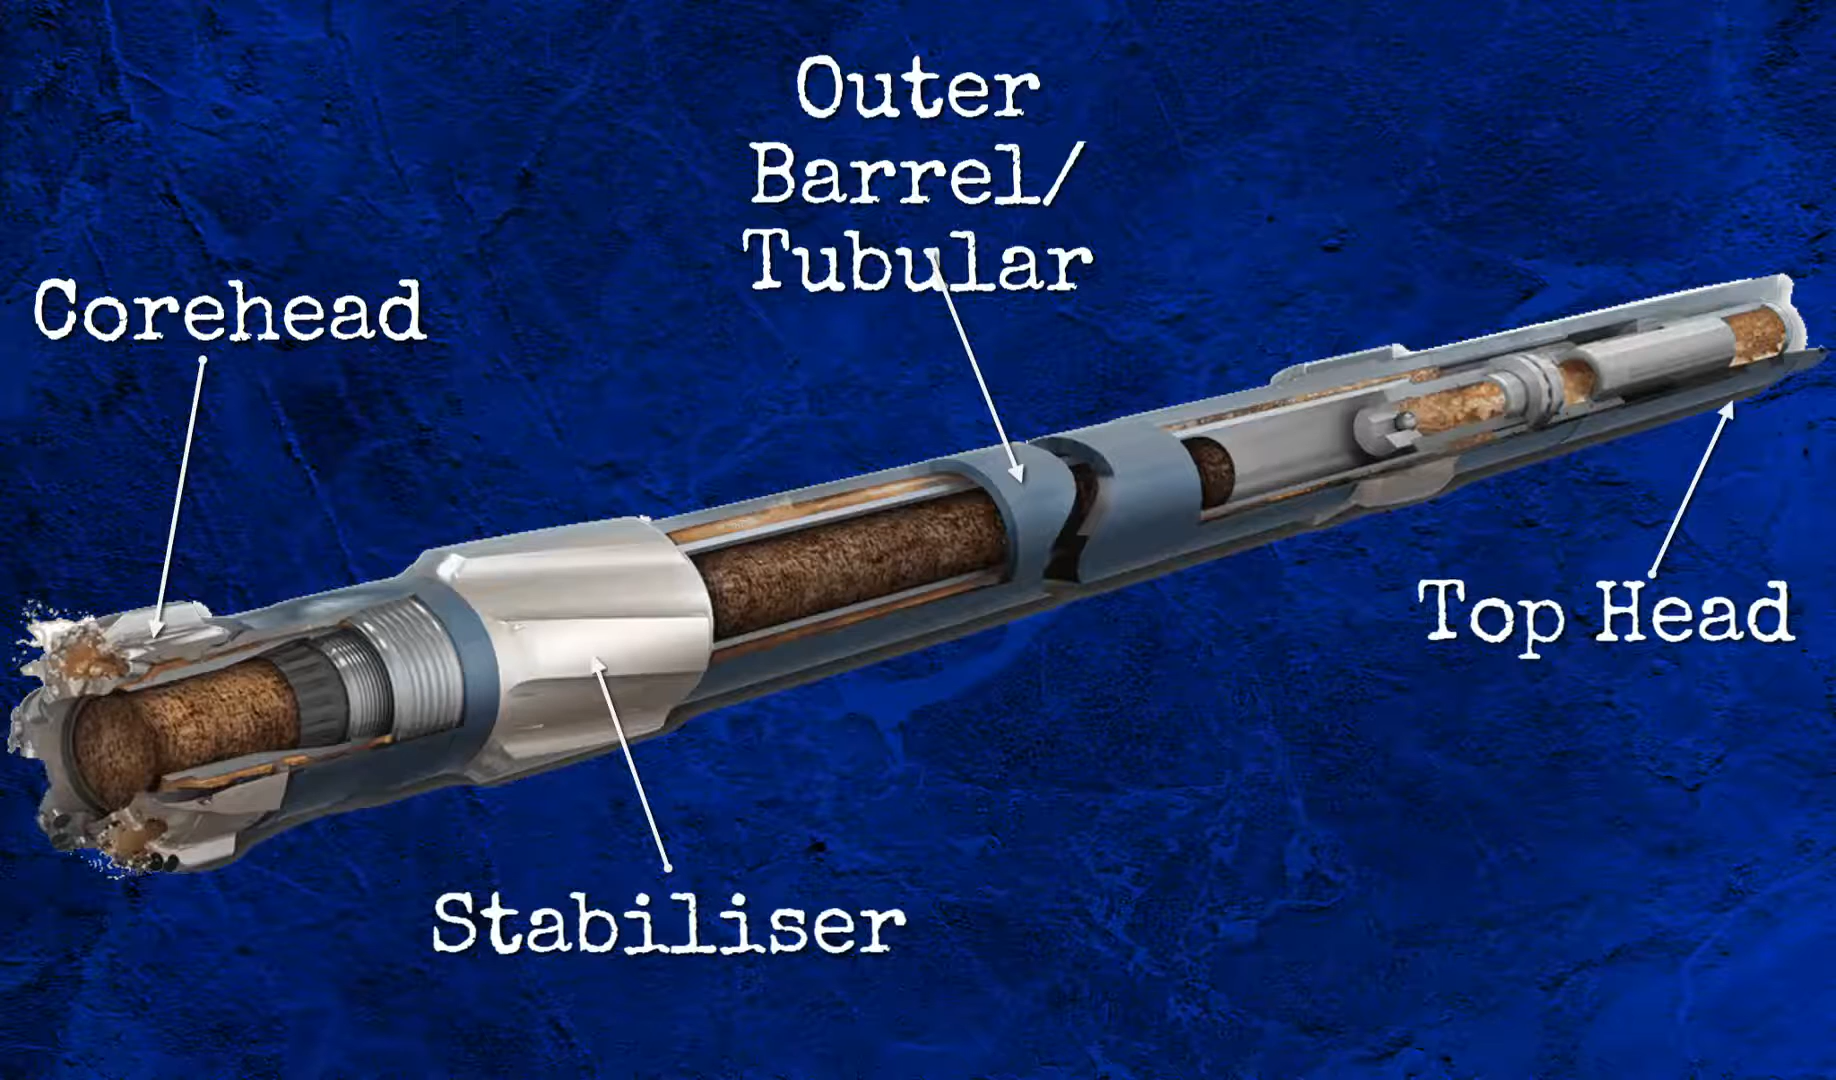 Outer
Barrel/
Tubular
Corehead
Top Head
Stabiliser